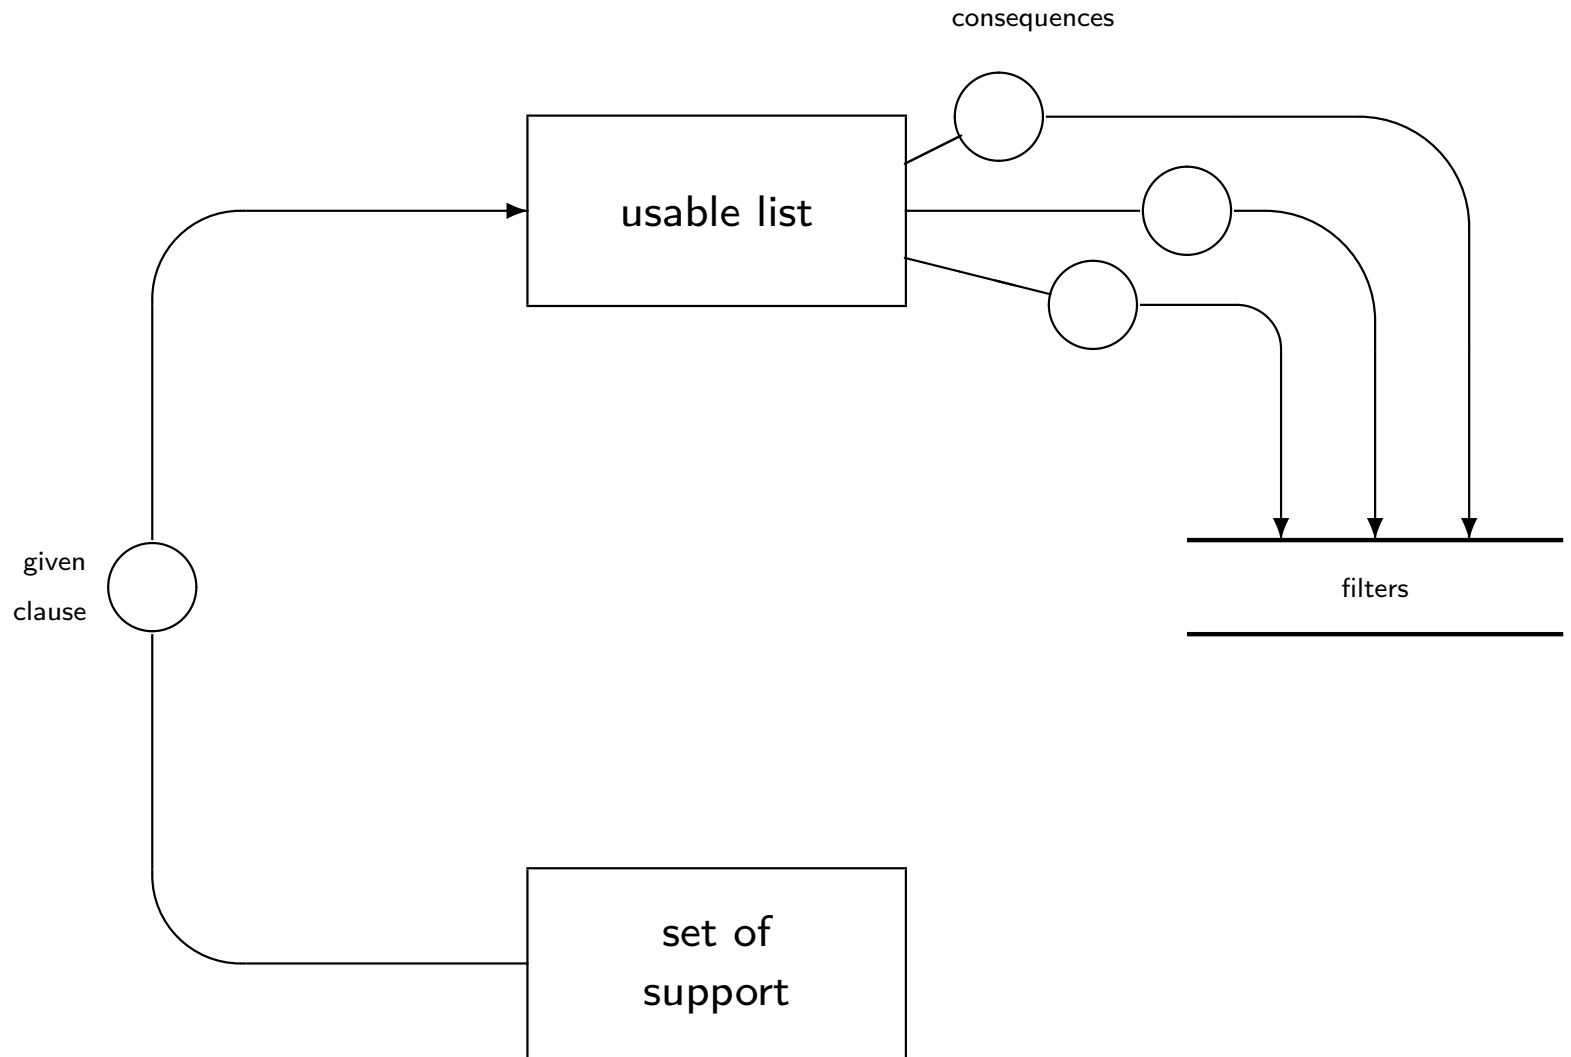 consequences
usable list
given
clause
filters
set of
support